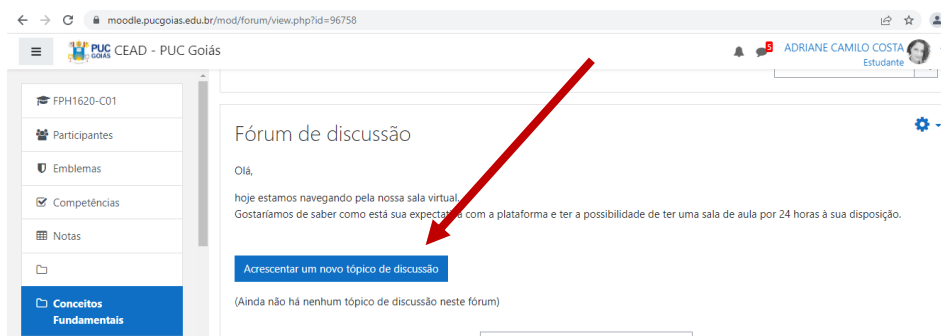 moodle.pucgoias.edu.br/mod/forum/view.php?id=96758
PUC GOIÁS CEAD - PUC Goiás
5
ADRIANE CAMILO COSTA
Estudante
FPH1620-C01
Participantes
Emblemas
Competências
Notas
Conceitos
Fundamentais
Fórum de discussão
Olá,
hoje estamos navegando pela nossa sala virtual.
Gostaríamos de saber como está sua expectativa com a plataforma e ter a possibilidade de ter uma sala de aula por 24 horas à sua disposição.
Acrescentar um novo tópico de discussão
(Ainda não há nenhum tópico de discussão neste fórum)